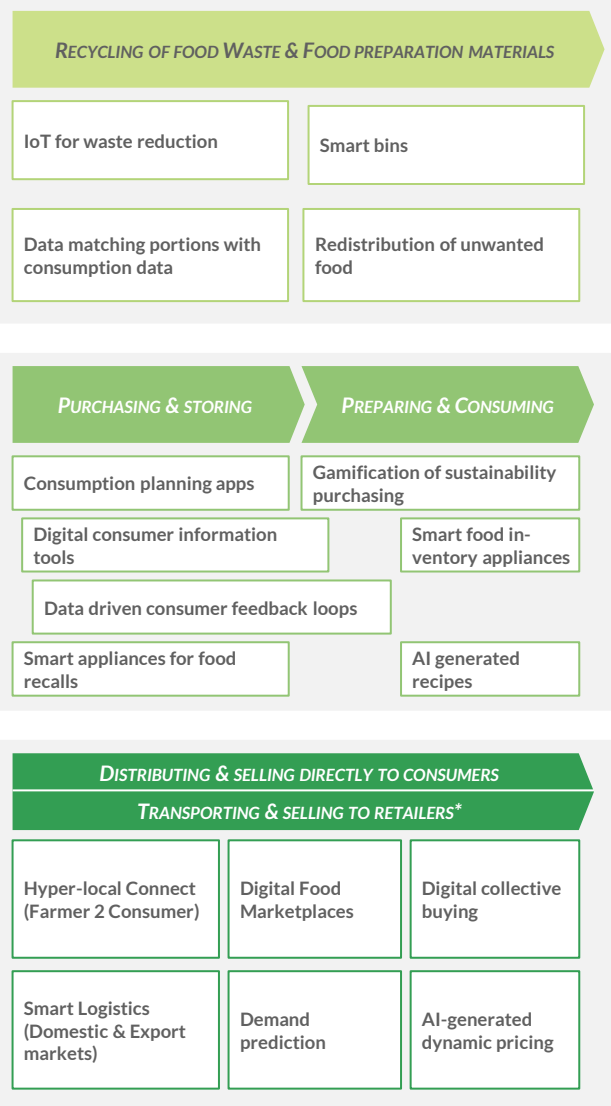 RECYCLING OF FOOD WASTE & FOOD PREPARATION MATERIALS
IoT for waste reduction
Smart bins
Data matching portions with
consumption data
Redistribution of unwanted
food
PURCHASING & STORING
PREPARING & CONSUMING
Consumption planning apps
Gamification of sustainability
purchasing
Digital consumer information
tools
Smart food in-
ventory appliances
Data driven consumer feedback loops
Smart appliances for food
recalls
AI generated
recipes
DISTRIBUTING & SELLING DIRECTLY TO CONSUMERS
TRANSPORTING & SELLING TO RETAILERS*
Hyper-local Connect
(Farmer 2 Consumer)
Digital Food
Marketplaces
Digital collective
buying
Smart Logistics
(Domestic & Export
markets)
Demand
prediction
AI-generated
dynamic pricing